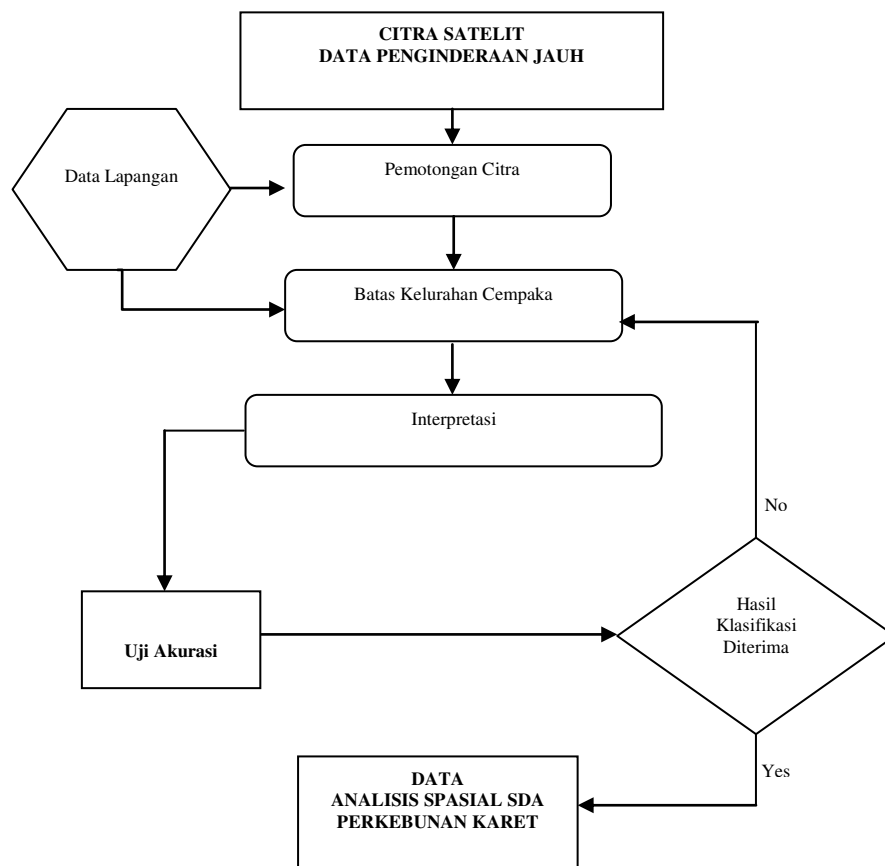 CITRA SATELIT
DATA PENGINDERAAN JAUH
Data Lapangan
Pemotongan Citra
Batas Kelurahan Cempaka
Interpretasi
No
Hasil
Klasifikasi
Diterima
Uji Akurasi
Yes
DATA
ANALISIS SPASIAL SDA
PERKEBUNAN KARET